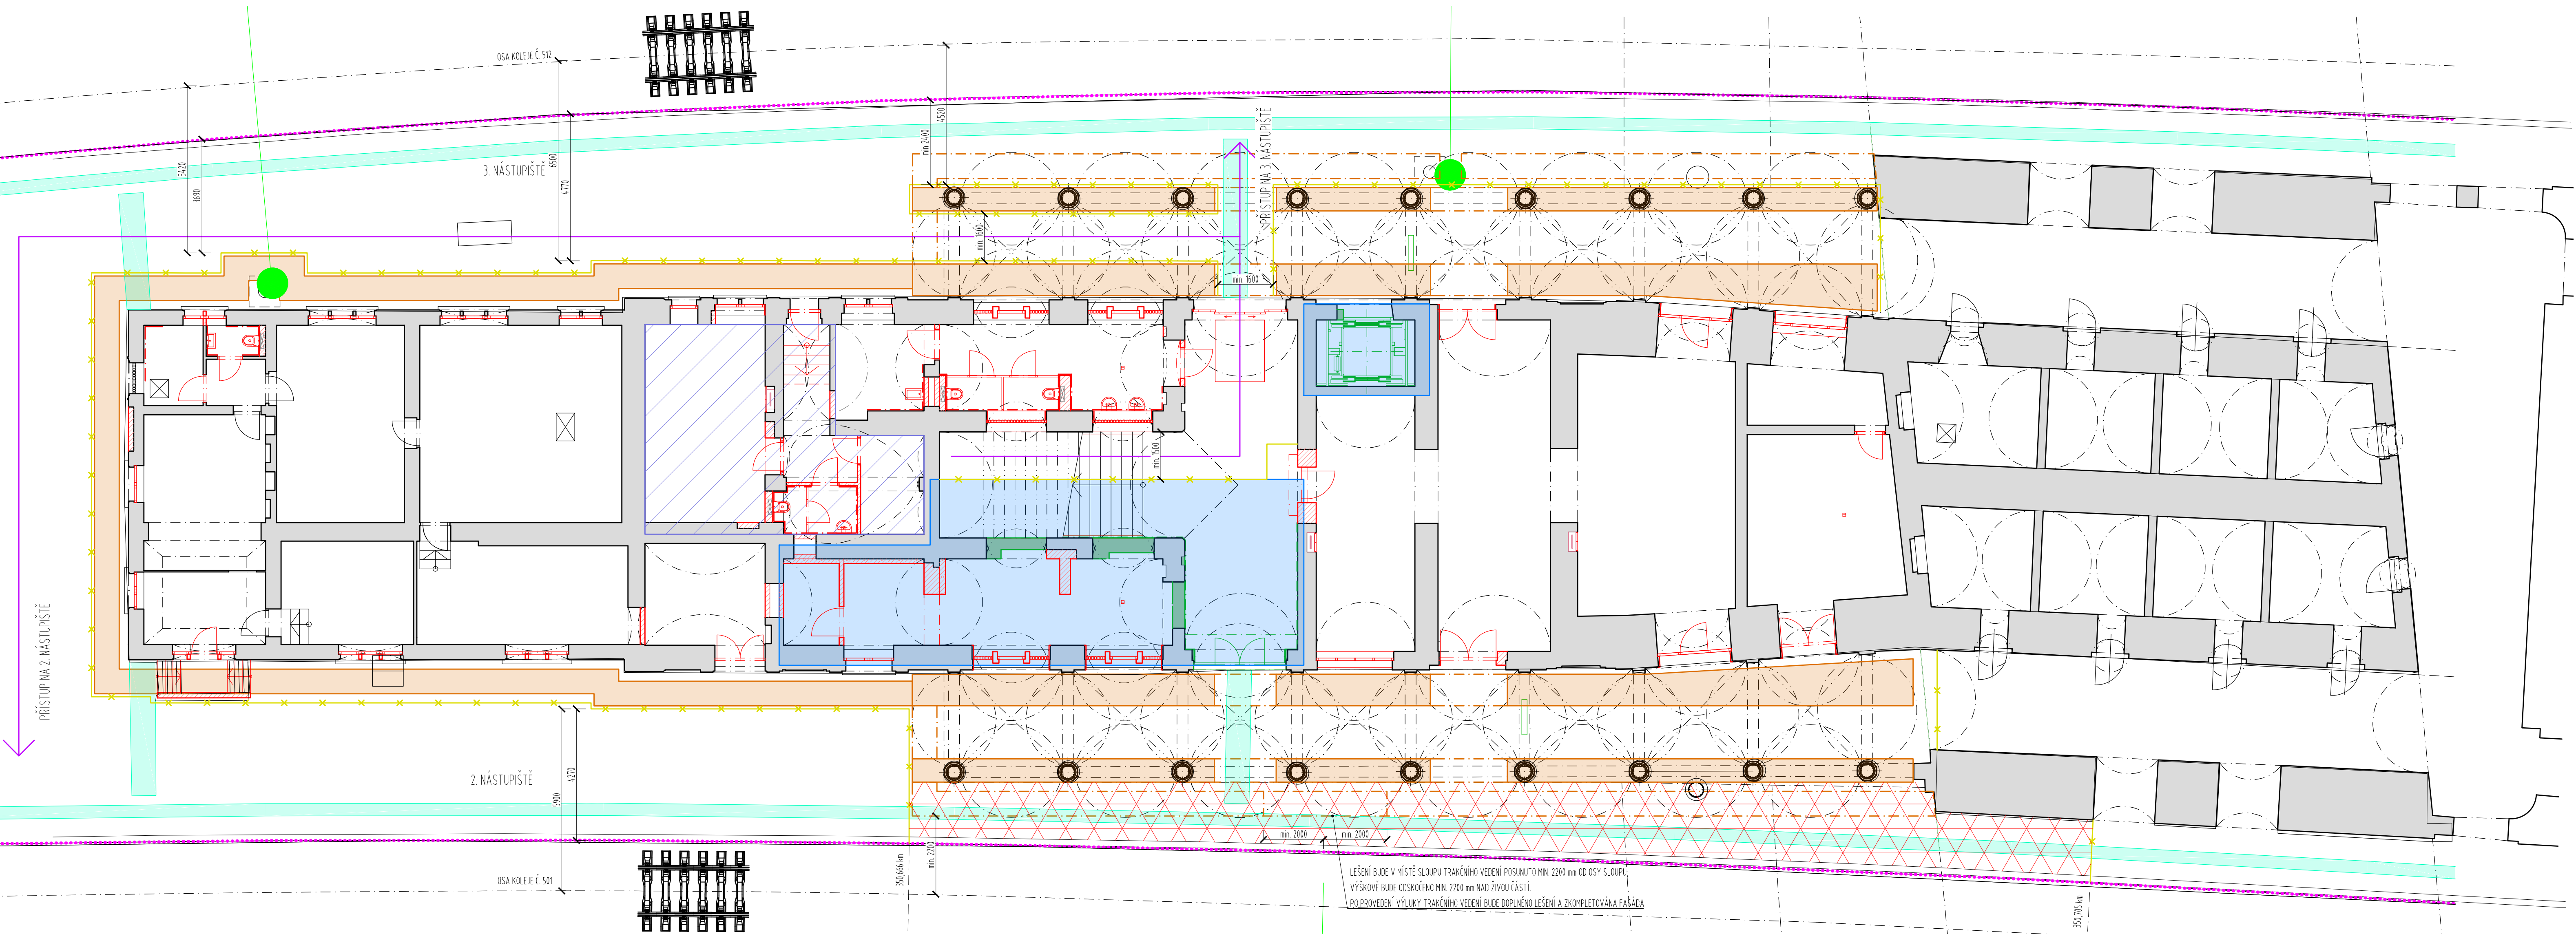 OSA KOLEJE Č. 512
5420
3690
6500
4770
min 2400
4520
3. NÁSTUPIŠTĚ
PŘÍSTUP NA 3. NÁSTUPIŠTĚ
min. 1600
min. 1600
min. 1500
PŘÍSTUP NA 2. NÁSTUPIŠTĚ
2. NÁSTUPIŠTĚ
5900
4270
OSA KOLEJE Č. 501
350,666 km
min. 2200
min. 2000
min. 2000
LEŠENÍ BUDE V MÍSTĚ SLOUPU TRAKČNÍHO VEDENÍ POSUNUTO MIN. 2200 mm OD OSY SLOUPU
VÝŠKOVĚ BUDE ODSKOČENO MIN. 2200 mm NAD ŽIVOU ČÁSTÍ.
PO PROVEDENÍ VÝLUKY TRAKČNÍHO VEDENÍ BUDE DOPLNĚNO LEŠENÍ A ZKOMPLETOVÁNA FASÁDA
350,705 km